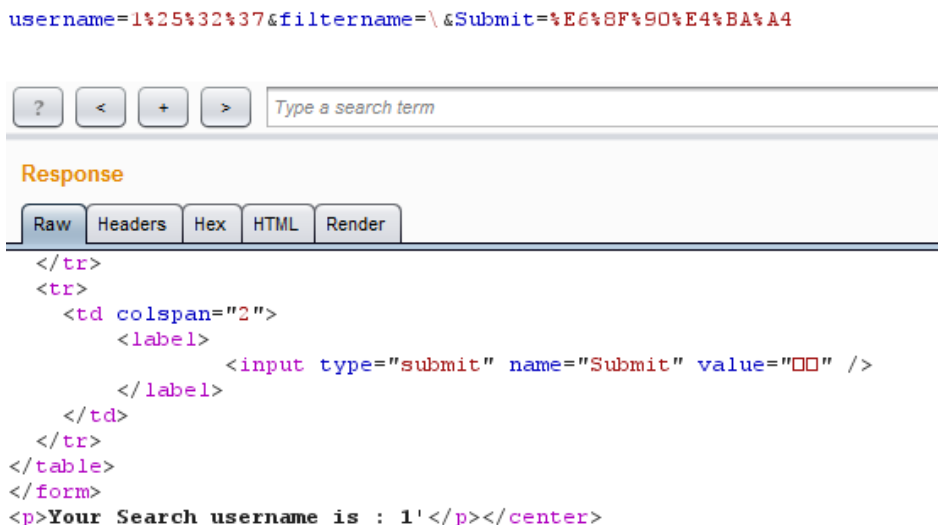 username=1%25%32%37&filtername=\&Submit=%E6%8F%90%E4%BA%A4
? < + > Type a search term
Response
Raw Headers Hex HTML Render
</tr>
<tr>
<td colspan="2">
<label>
<input type="submit" name="Submit" value="□□" />
</label>
</td>
</tr>
</table>
</form>
<p>Your Search username is : 1'</p></center>